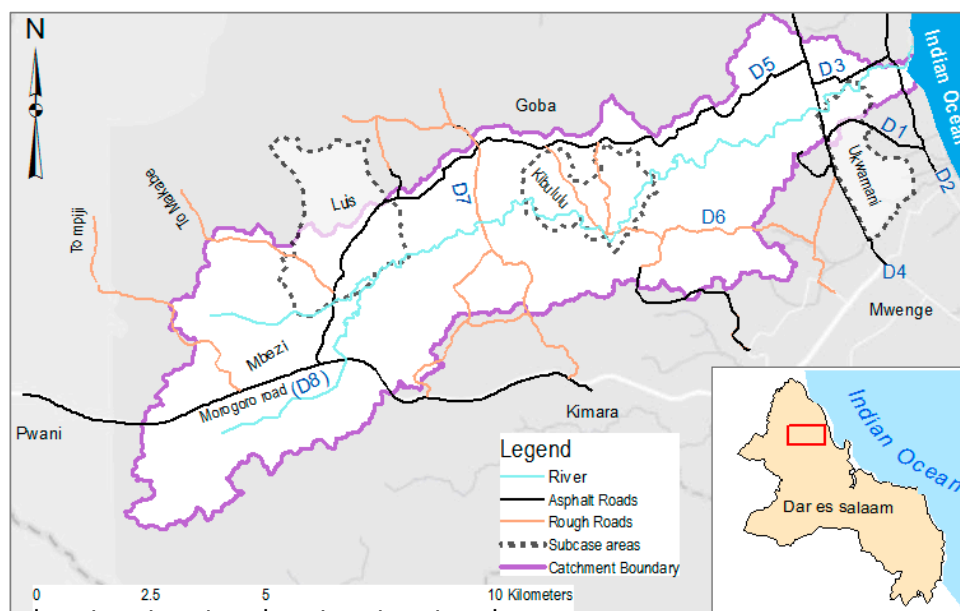 N
Indian Ocean
D5
D3
Goba
D1
To Makabe
Luis
Kibululu
Ukwamani
D2
D7
To mpiji
D6
D4
Mwenge
Mbezi
Morogoro road (D8)
Pwani
Kimara
Legend
River
Asphalt Roads
Rough Roads
Subcase areas
Catchment Boundary
Indian Ocean
Dar es salaam
0 2.5 5 10 Kilometers